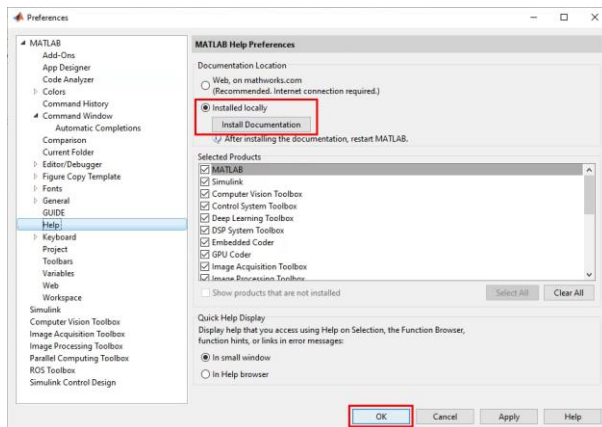 Preferences
MATLAB
Add-Ons
App Designer
Code Analyzer
Colors
Command History
Command Window
Automatic Completions
Comparison
Current Folder
Editor/Debugger
Figure Copy Template
Fonts
General
GUIDE
Help
Keyboard
Project
Toolbars
Variables
Web
Workspace
Simulink
Computer Vision Toolbox
Image Acquisition Toolbox
Image Processing Toolbox
Parallel Computing Toolbox
ROS Toolbox
Simulink Control Design
MATLAB Help Preferences
Documentation Location
Web, on mathworks.com
(Recommended. Internet connection required.)
Installed locally
Install Documentation
After installing the documentation, restart MATLAB.
Selected Products
MATLAB
Simulink
Computer Vision Toolbox
Control System Toolbox
Deep Learning Toolbox
DSP System Toolbox
Embedded Coder
GPU Coder
Image Acquisition Toolbox
Image Processing Toolbox
Show products that are not installed
Select All
Clear All
Quick Help Display
Display help that you access using Help on Selection, the Function Browser,
function hints, or links in error messages:
In small window
In Help browser
OK
Cancel
Apply
Help